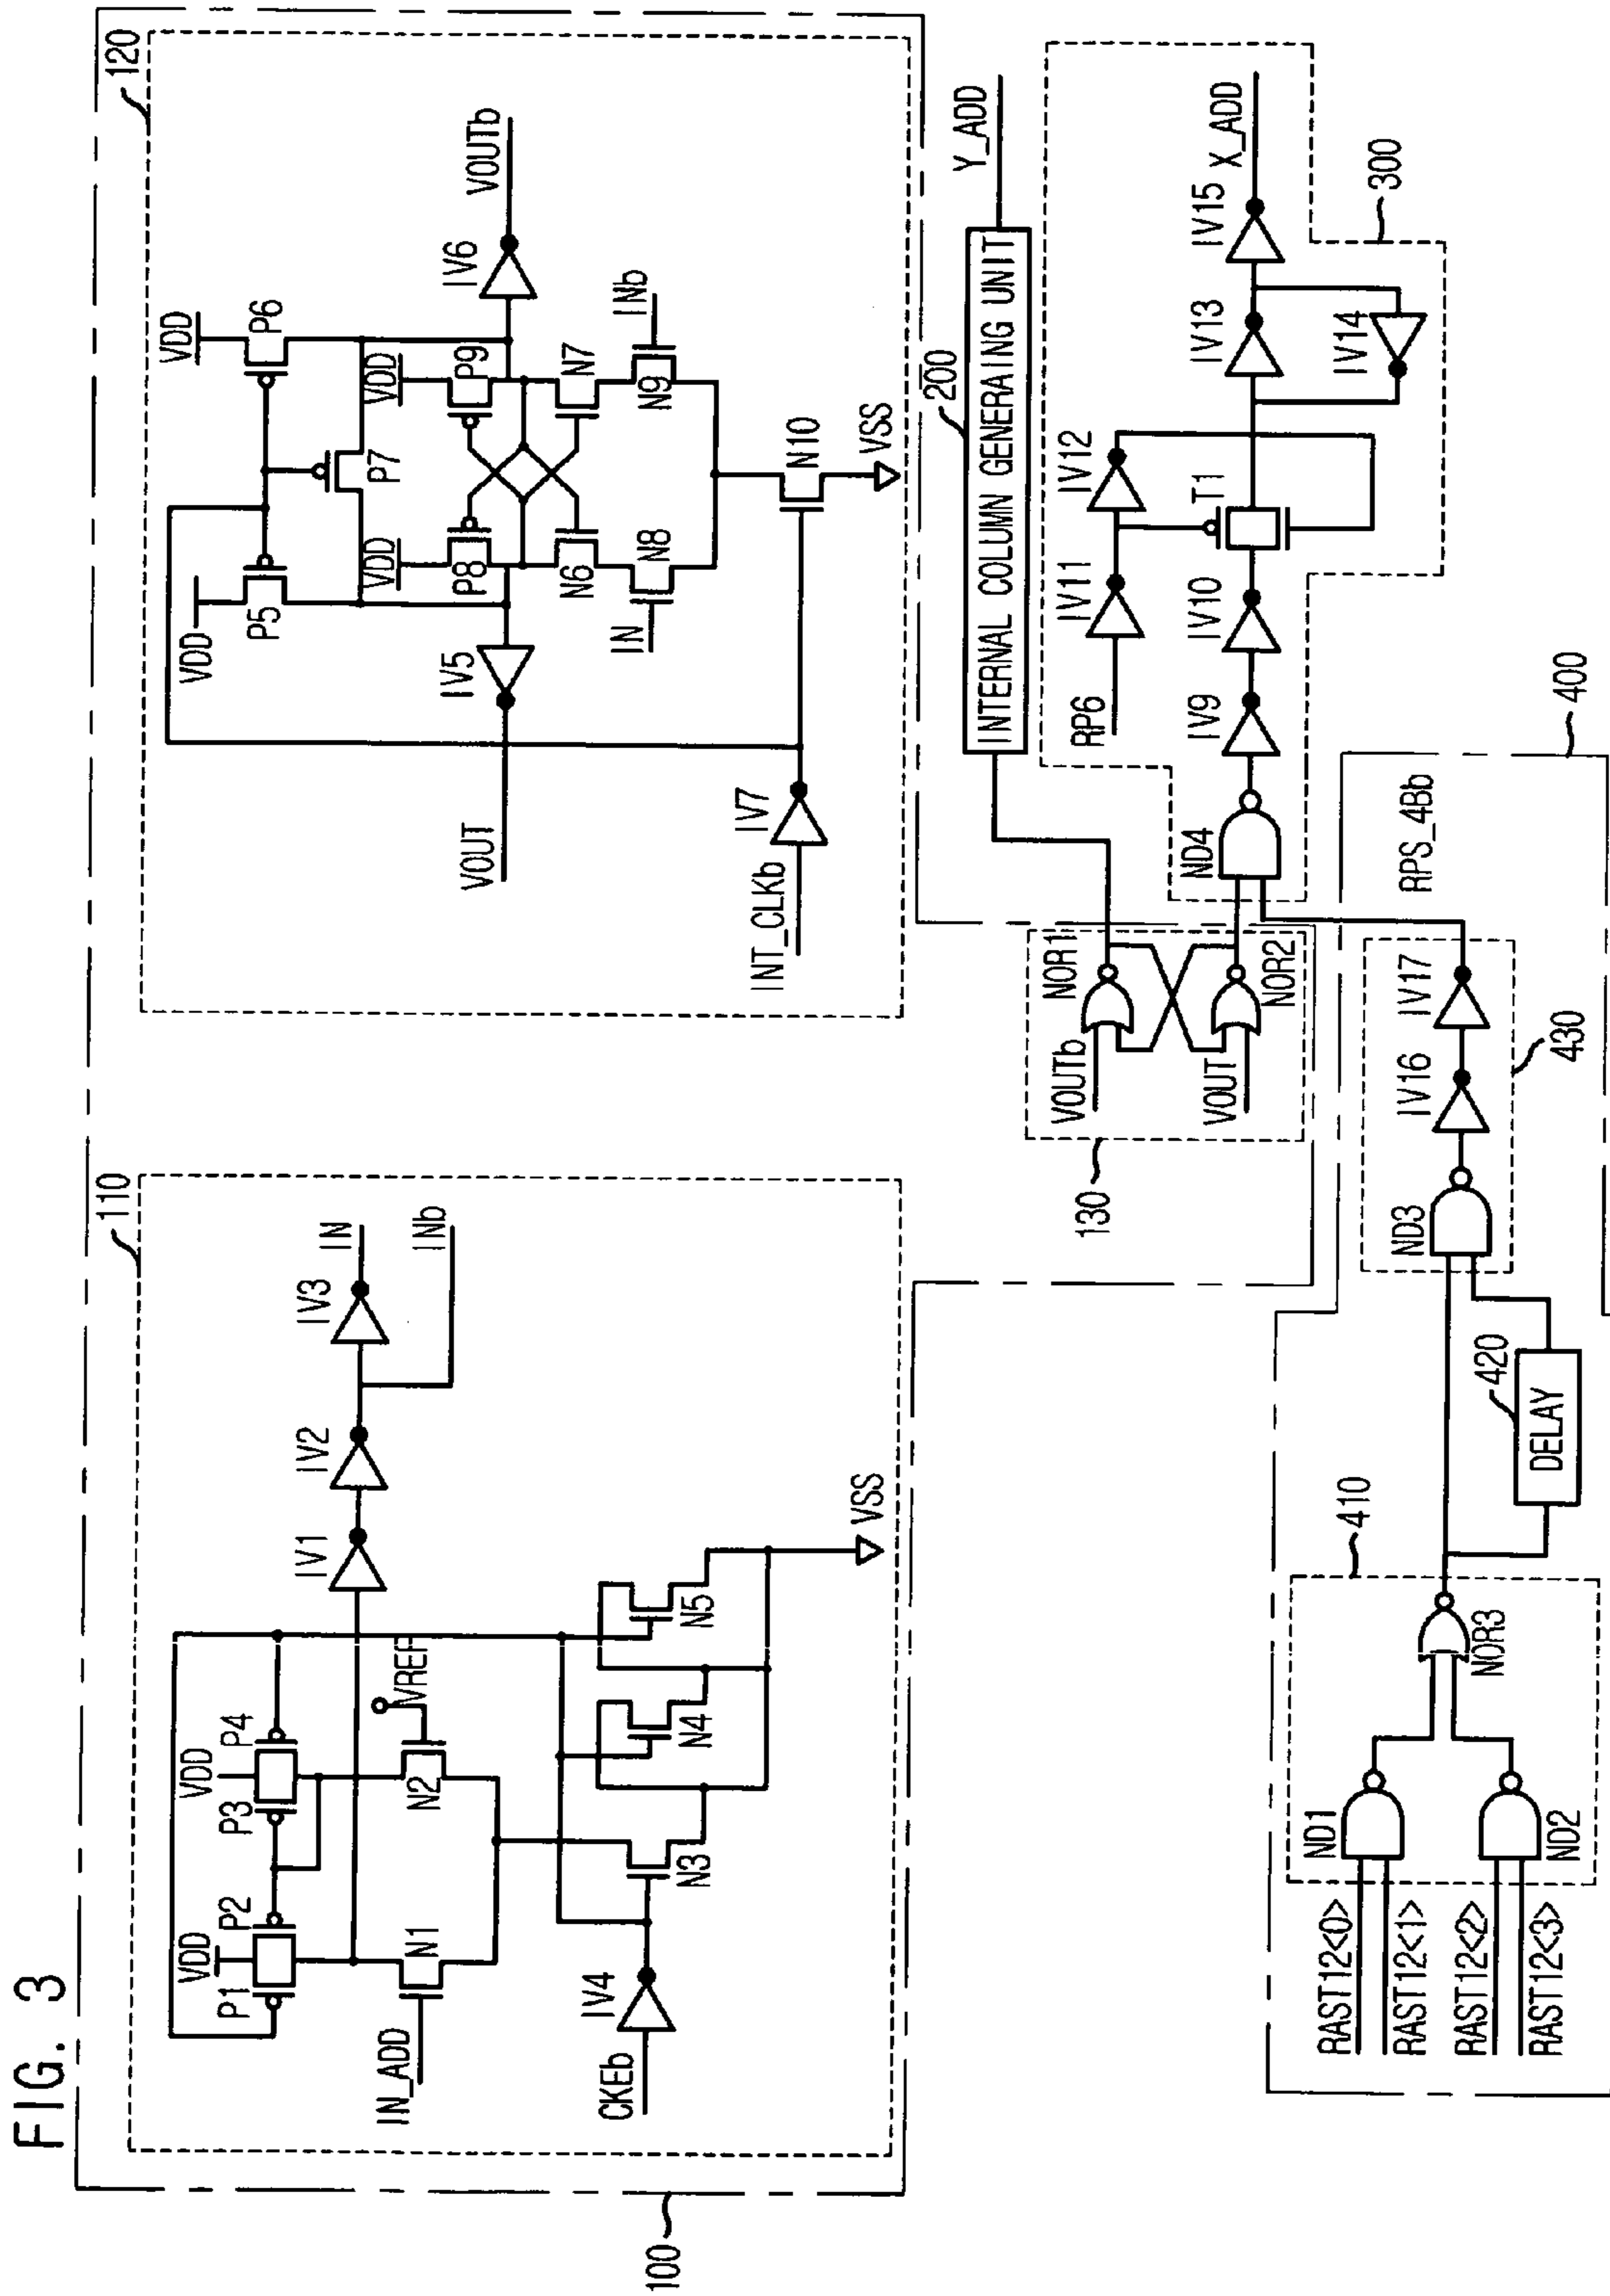 FIG. 3
100
110
VDD
VDD
P1
P2
P3
P4
IN_ADD
N1
N2
VREF
IV1
IV2
IV3
IN
INb
CKEb
IV4
N3
N4
N5
VSS
120
VDD
VDD
P5
P6
P7
VDD
VDD
P8
P9
VOUT
IV5
IV6
VOUTb
N6
N7
IN
N8
N9
INb
INT_CLKb
IV7
N10
VSS
130
VOUTb
NOR1
VOUT
NOR2
200
INTERNAL COLUMN GENERAING UNIT
Y_ADD
300
RP6
IV11
IV12
ND4
IV9
IV10
T1
IV13
IV14
IV15
X_ADD
400
RPS_4Bb
410
RAST12<0>
RAST12<1>
RAST12<2>
RAST12<3>
ND1
ND2
NOR3
420
DELAY
430
ND3
IV16
IV17